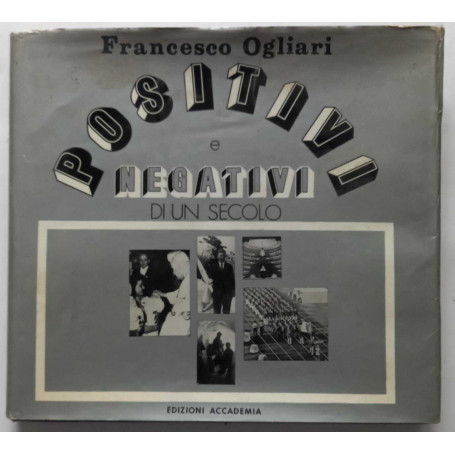 Francesco Ogliari
POSITIVI
e
NEGATIVI
DI UN SECOLO
EDIZIONI ACCADEMIA